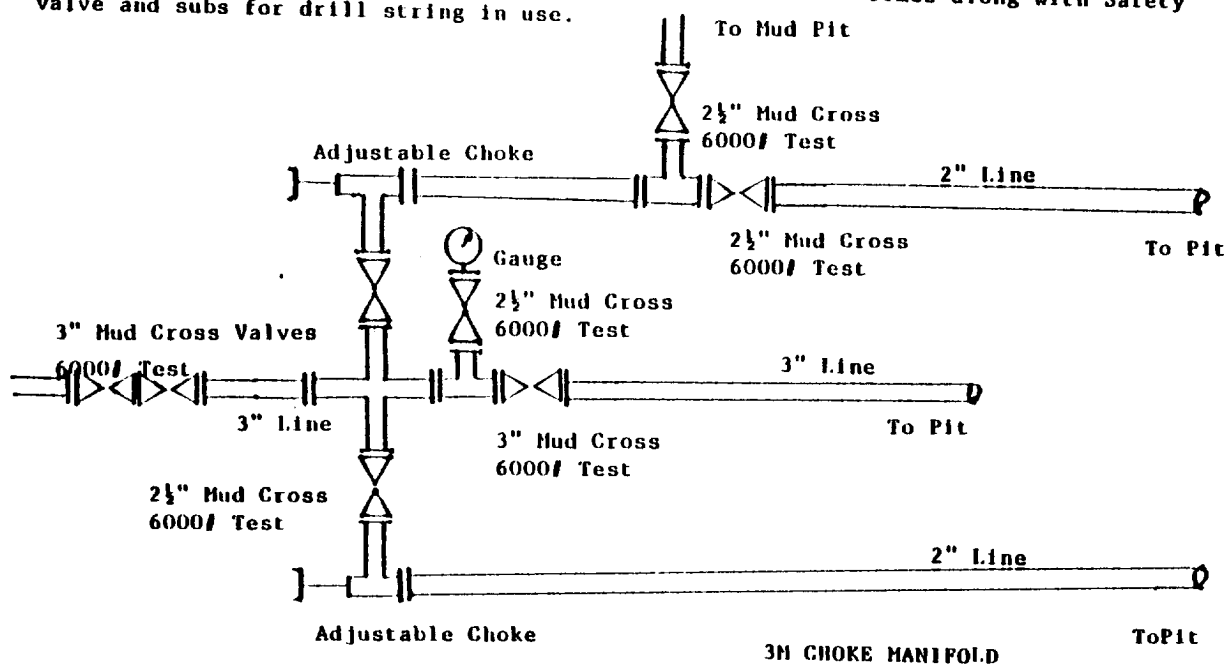 along with Safety
valve and subs for drill string in use.
To Mud Pit
2½" Mud Cross
6000# Test
Adjustable Choke
2" Line
2½" Mud Cross
6000# Test
To Pit
Gauge
2½" Mud Cross
6000# Test
3" Mud Cross Valves
6000# Test
3" Line
3" Line
To Pit
3" Mud Cross
6000# Test
2½" Mud Cross
6000# Test
2" Line
Adjustable Choke
ToPit
3M CHOKE MANIFOLD